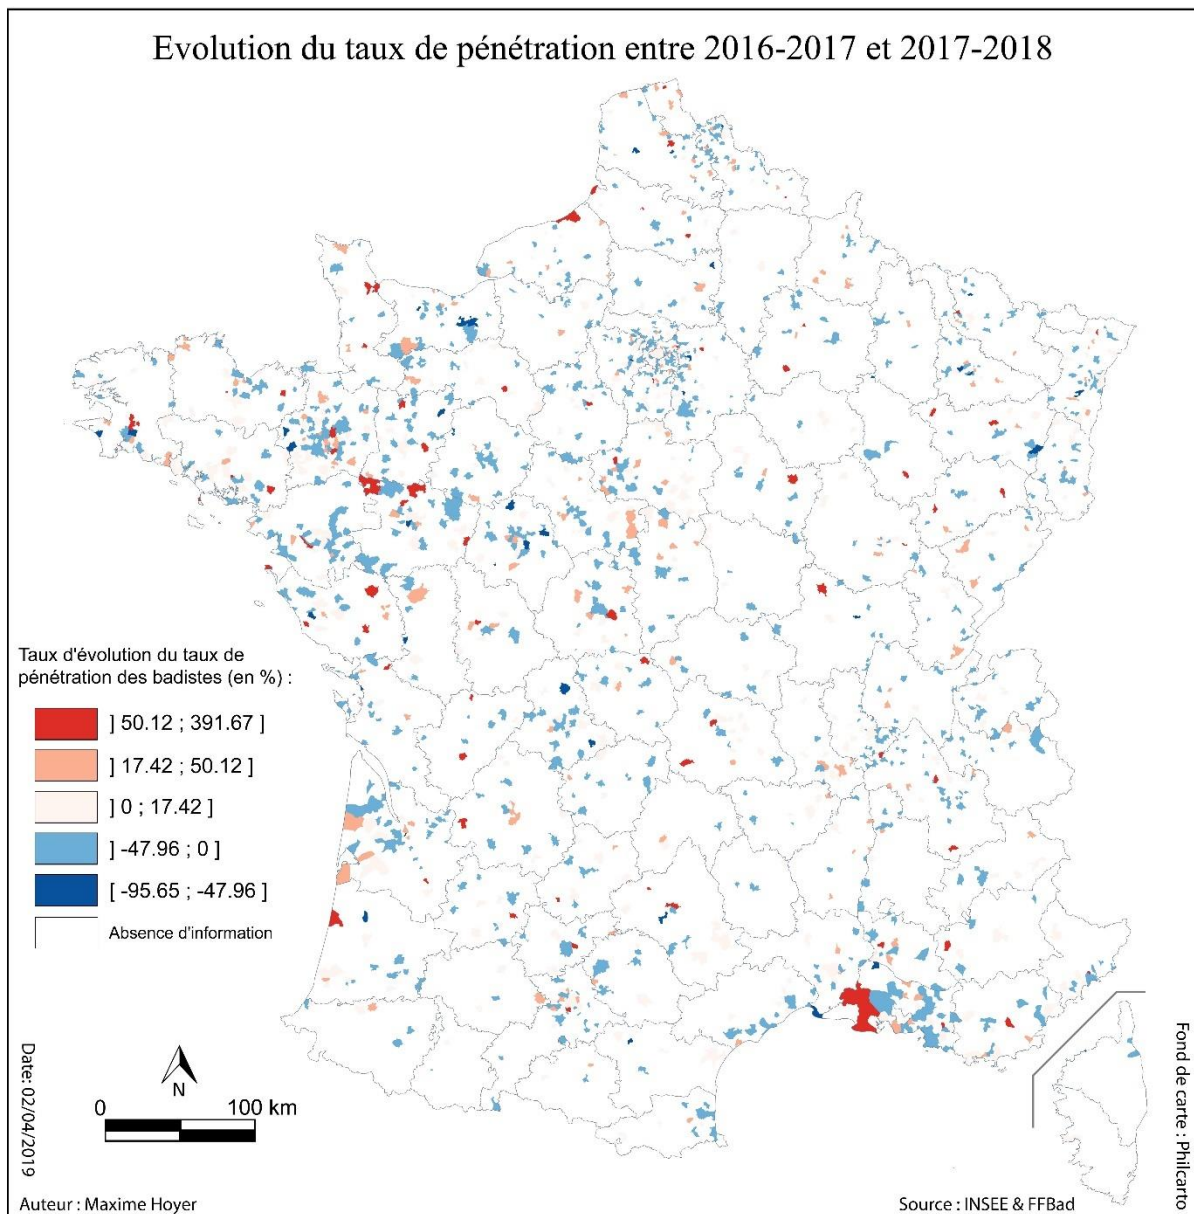 Evolution du taux de pénétration entre 2016-2017 et 2017-2018
Taux d'évolution du taux de
pénétration des badistes (en %) :
] 50.12 ; 391.67 ]
] 17.42 ; 50.12 ]
] 0 ; 17.42 ]
] -47.96 ; 0 ]
[ -95.65 ; -47.96 ]
Absence d'information
Date: 02/04/2019
N
0 100 km
Auteur : Maxime Hoyer
Source : INSEE & FFBad
Fond de carte : Philcarto